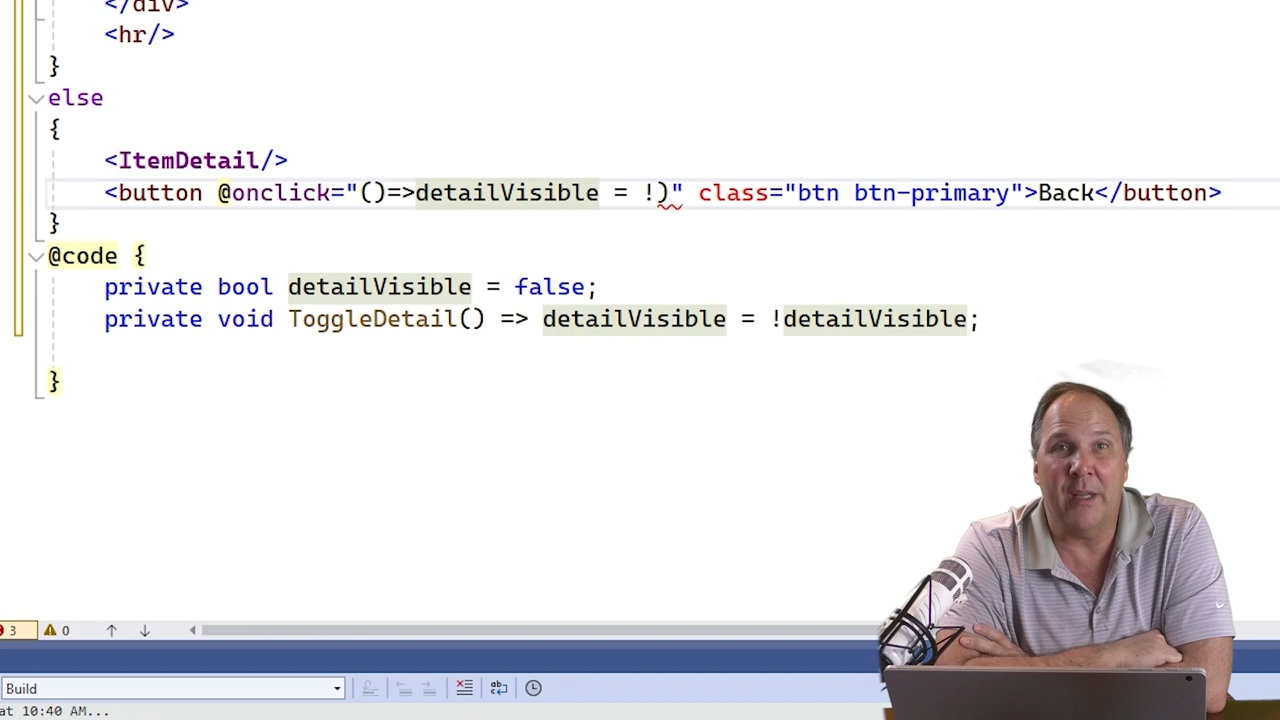 </div>
<hr/>
}
else
{
<ItemDetail/>
<button @onclick="()=>detailVisible = !)" class="btn btn-primary">Back</button>
}
@code {
private bool detailVisible = false;
private void ToggleDetail() => detailVisible = !detailVisible;
}
3 0
Build
at 10:40 AM...